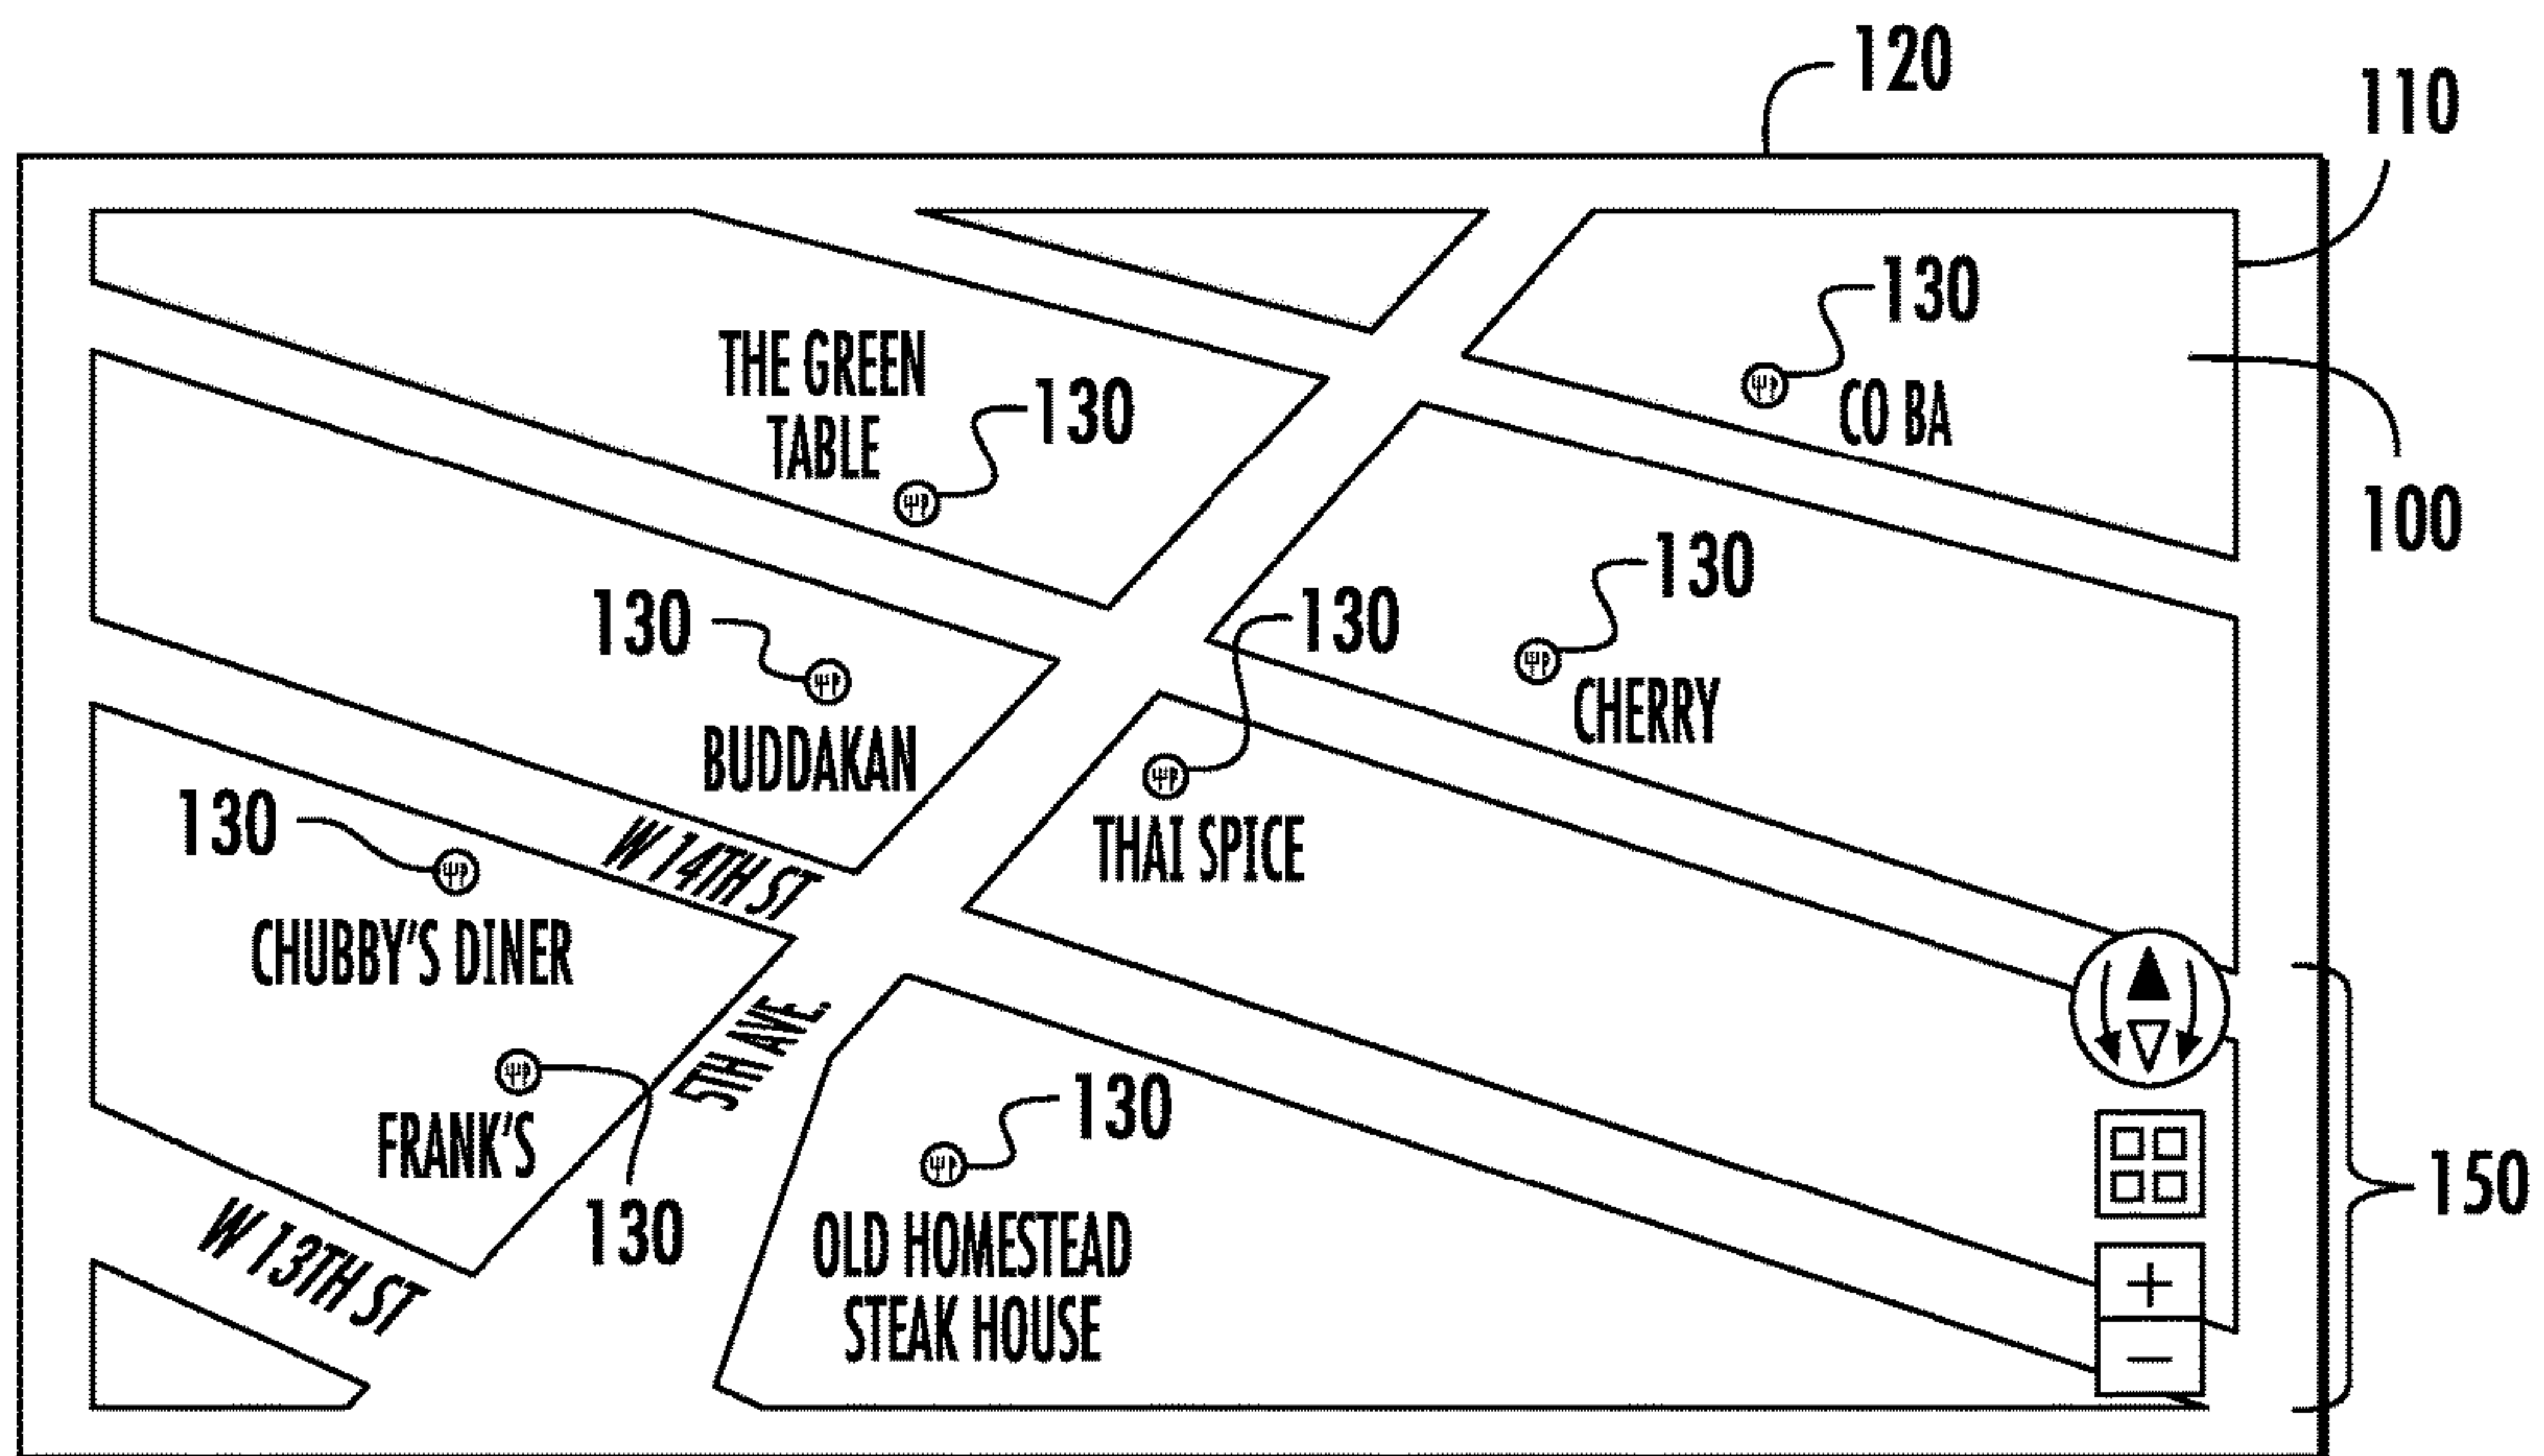 120
110
130
THE GREEN
TABLE
130
CO BA
100
130
130
130
CHERRY
BUDDAKAN
130
W 14TH ST
THAI SPICE
CHUBBY'S DINER
5TH AVE.
130
FRANK'S
150
130
W 13TH ST
OLD HOMESTEAD
STEAK HOUSE
+
−